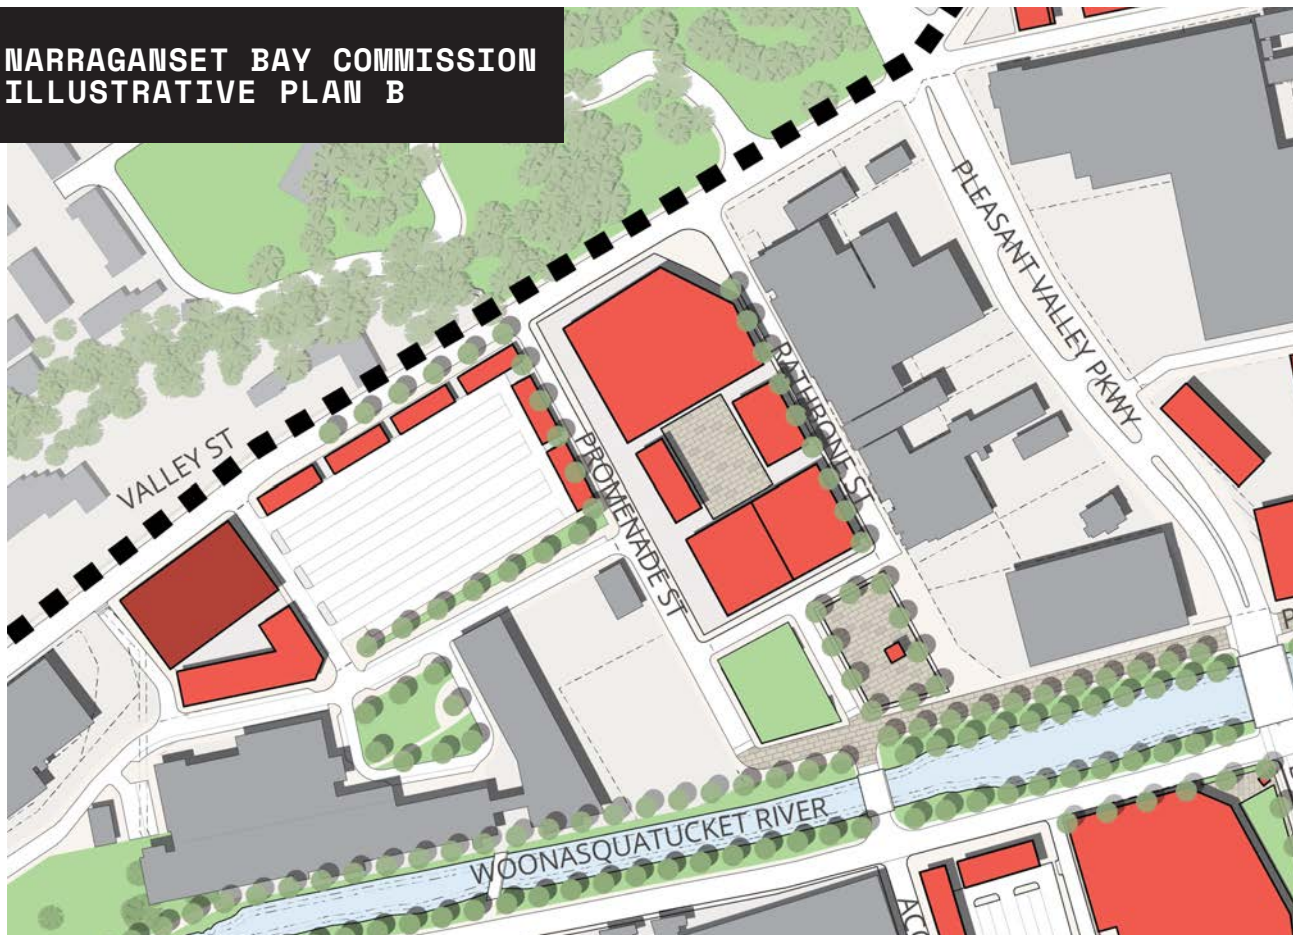 NARRAGANSET BAY COMMISSION
ILLUSTRATIVE PLAN B
PLEASANT VALLEY PKWY
RATHBONE ST
VALLEY ST
PROMENADE ST
WOONASQUATUCKET RIVER